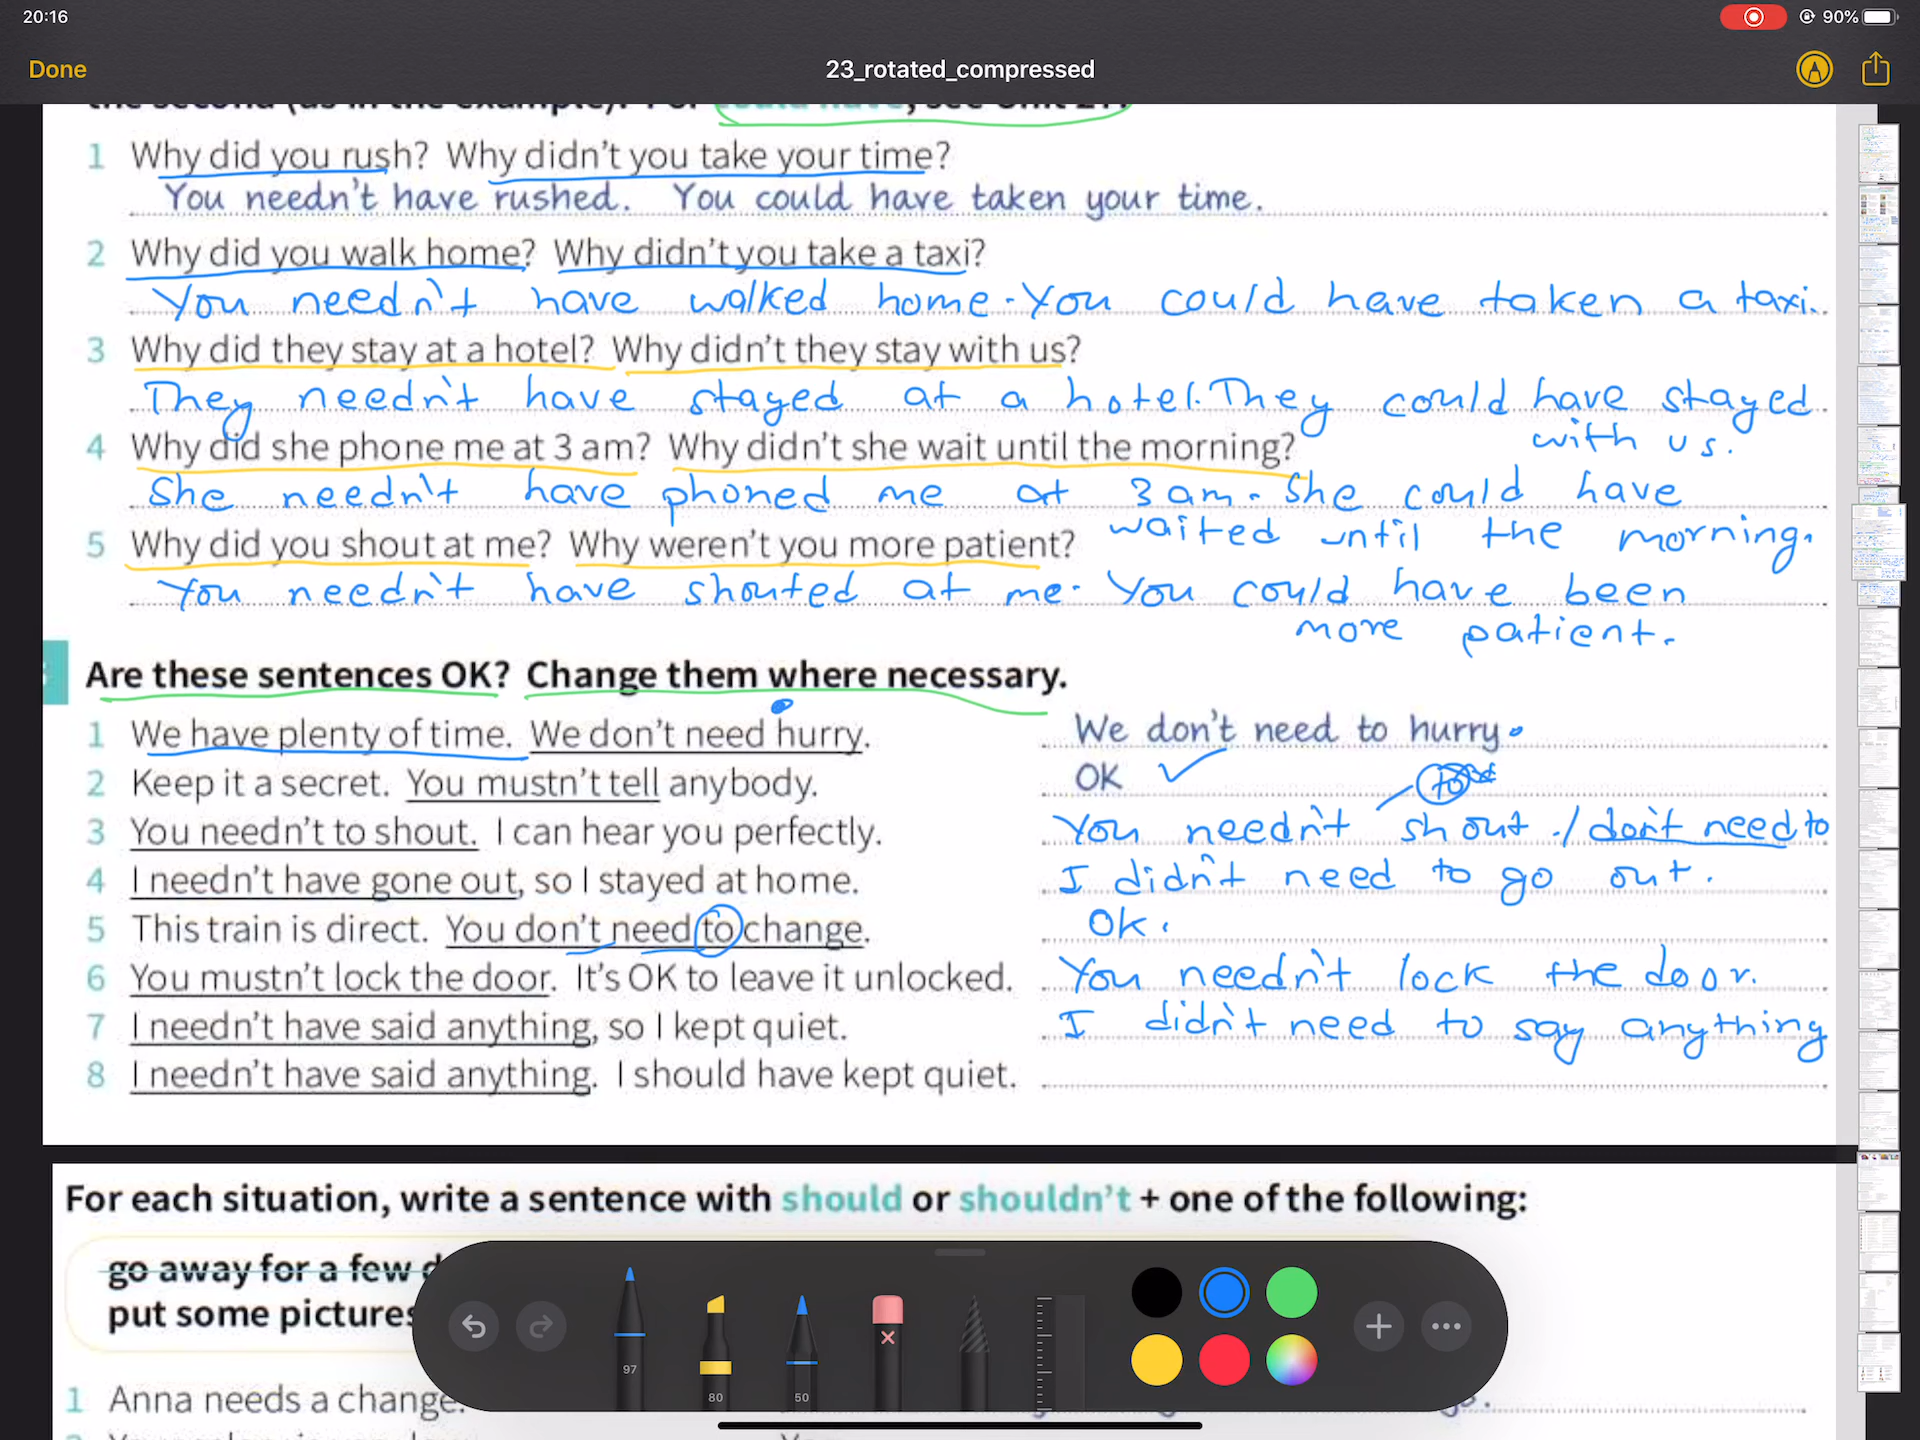 20:16
90%
Done
23_rotated_compressed
the second (as in the example). For could have, see Unit 27.
1 Why did you rush? Why didn't you take your time?
You needn't have rushed. You could have taken your time.
2 Why did you walk home? Why didn't you take a taxi?
You needn't have walked home. You could have taken a taxi.
3 Why did they stay at a hotel? Why didn't they stay with us?
They needn't have stayed at a hotel. They could have stayed
with us.
4 Why did she phone me at 3 am? Why didn't she wait until the morning?
She needn't have phoned me at 3 am. She could have
waited until the morning.
5 Why did you shout at me? Why weren't you more patient?
You needn't have shouted at me. You could have been
more patient.
Are these sentences OK? Change them where necessary.
1 We have plenty of time. We don't need hurry. We don't need to hurry.
2 Keep it a secret. You mustn't tell anybody. OK
to
3 You needn't to shout. I can hear you perfectly. You needn't shout. / don't need to
4 I needn't have gone out, so I stayed at home. I didn't need to go out.
5 This train is direct. You don't need to change. Ok.
6 You mustn't lock the door. It's OK to leave it unlocked. You needn't lock the door.
7 I needn't have said anything, so I kept quiet. I didn't need to say anything
8 I needn't have said anything. I should have kept quiet.
For each situation, write a sentence with should or shouldn't + one of the following:
go away for a few
put some pictures
97
80
50
1 Anna needs a change.